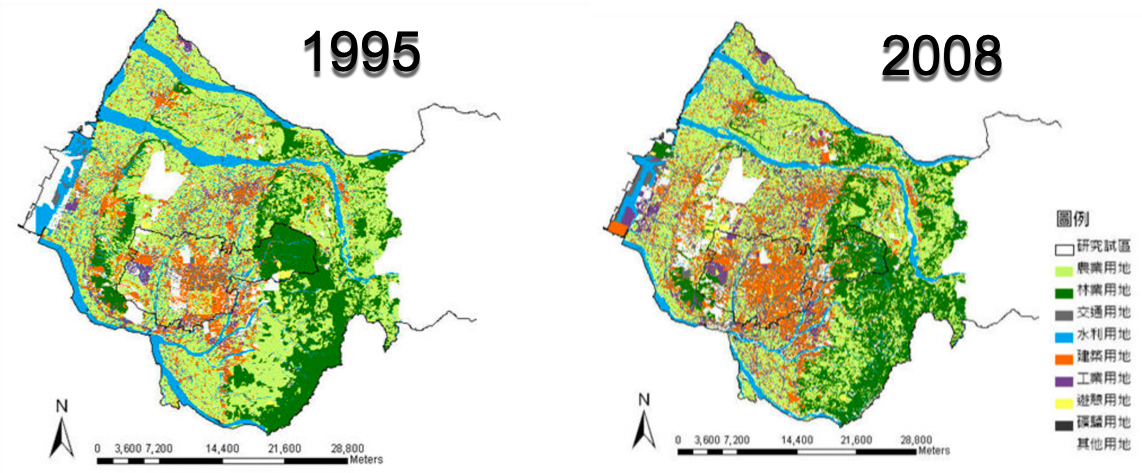 1995
2008
圖例
研究試區
農業用地
林業用地
交通用地
水利用地
建築用地
工業用地
遊憩用地
礦鹽用地
其他用地
N
0 3,600 7,200 14,400 21,600 28,800
Meters
N
0 3,600 7,200 14,400 21,600 28,800
Meters